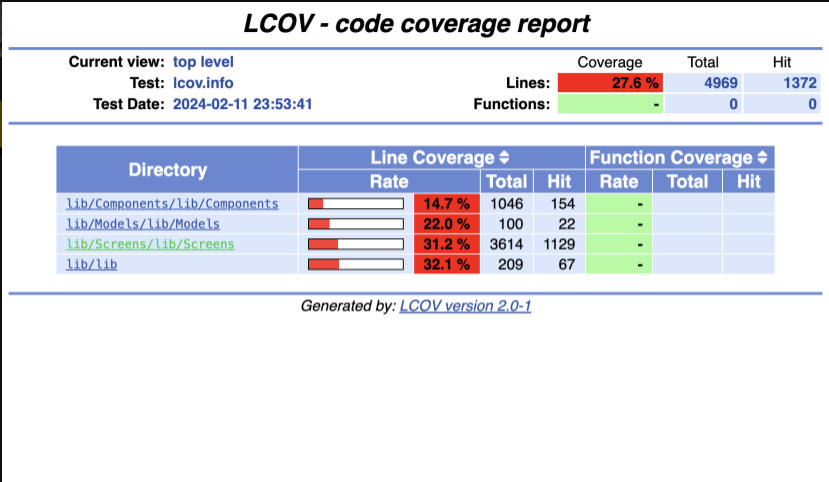 LCOV - code coverage report
Current view: top level Coverage Total Hit
Test: lcov.info Lines: 27.6 % 4969 1372
Test Date: 2024-02-11 23:53:41 Functions: - 0 0
Directory Line Coverage Function Coverage
Rate Total Hit Rate Total Hit
lib/Components/lib/Components 14.7 % 1046 154 -
lib/Models/lib/Models 22.0 % 100 22 -
lib/Screens/lib/Screens 31.2 % 3614 1129 -
lib/lib 32.1 % 209 67 -
Generated by: LCOV version 2.0-1